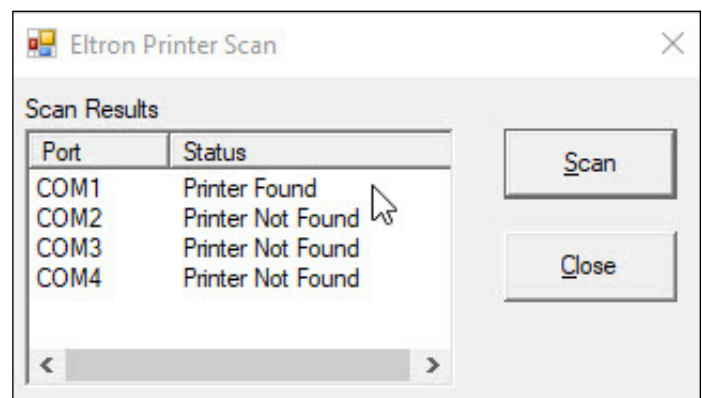 Eltron Printer Scan
Scan Results
Port Status
COM1 Printer Found
COM2 Printer Not Found
COM3 Printer Not Found
COM4 Printer Not Found
Scan
Close